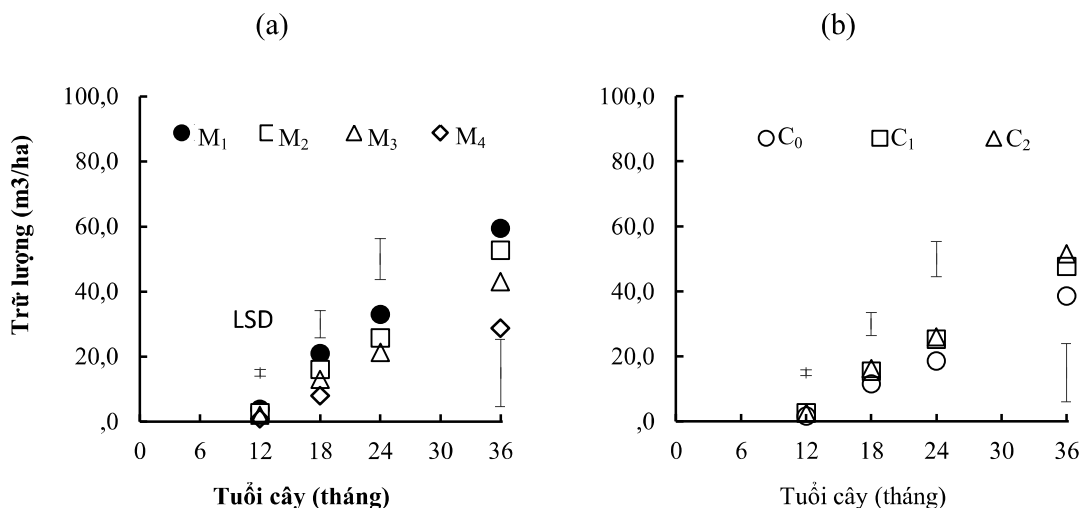 (a)
(b)
Trữ lượng (m3/ha)
100,0
80,0
60,0
40,0
20,0
,0
M1 M2 M3 M4
LSD
0 6 12 18 24 30 36
Tuổi cây (tháng)
100,0
80,0
60,0
40,0
20,0
,0
C0 C1 C2
0 6 12 18 24 30 36
Tuổi cây (tháng)